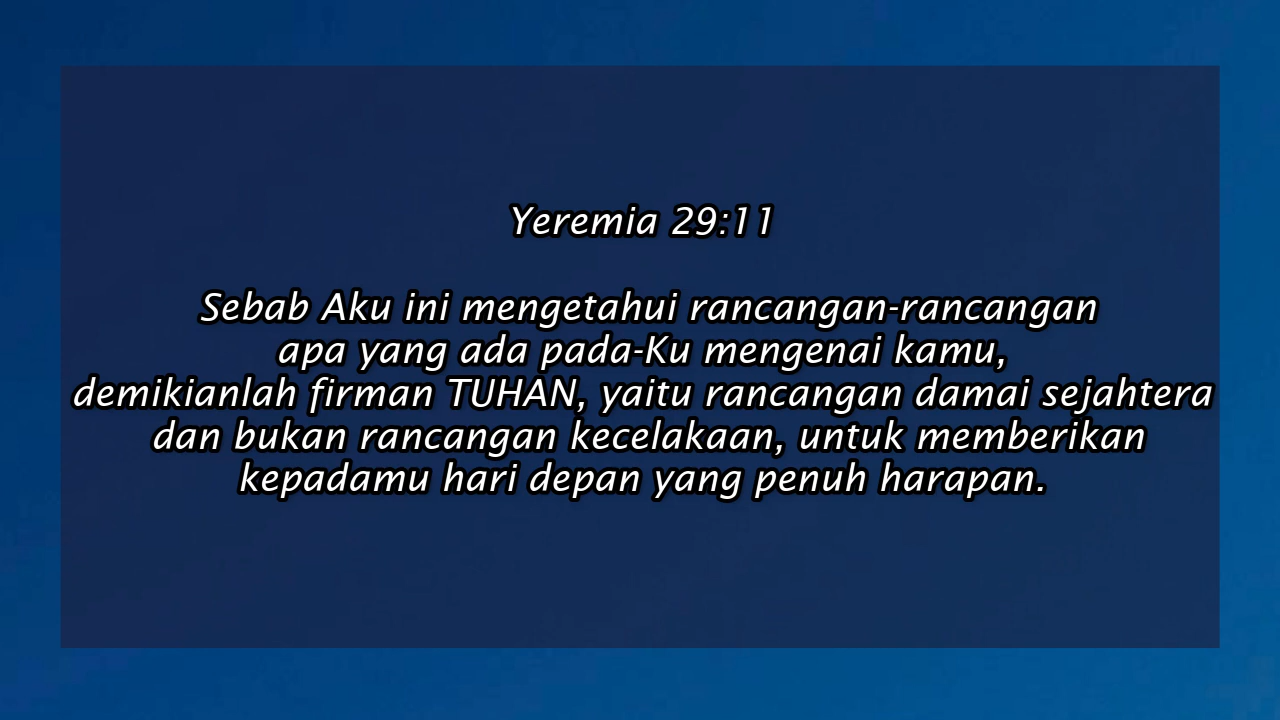 Yeremia 29:11
Sebab Aku ini mengetahui rancangan-rancangan
apa yang ada pada-Ku mengenai kamu,
demikianlah firman TUHAN, yaitu rancangan damai sejahtera
dan bukan rancangan kecelakaan, untuk memberikan
kepadamu hari depan yang penuh harapan.